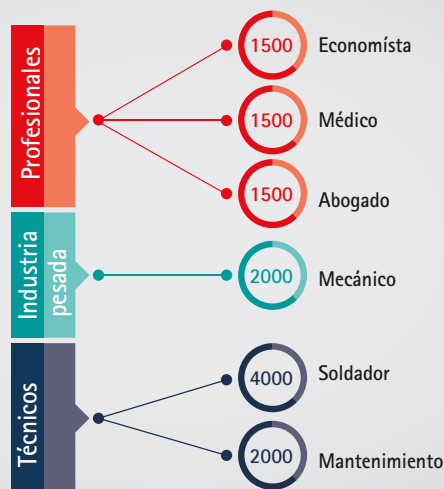 Profesionales
1500 Economísta
1500 Médico
1500 Abogado
Industria
pesada
2000 Mecánico
Técnicos
4000 Soldador
2000 Mantenimiento